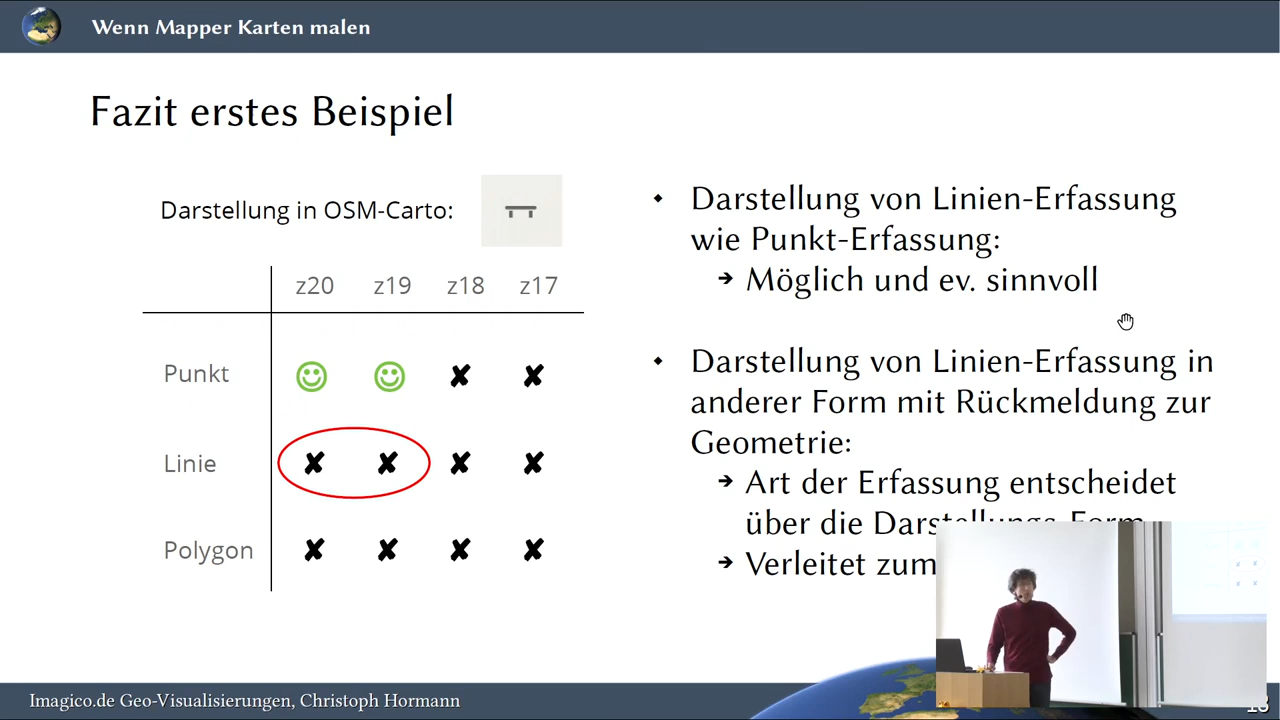 Wenn Mapper Karten malen
Fazit erstes Beispiel
Darstellung in OSM-Carto:
z20 z19 z18 z17
Punkt
Linie
Polygon
Darstellung von Linien-Erfassung
wie Punkt-Erfassung:
Möglich und ev. sinnvoll
Darstellung von Linien-Erfassung in
anderer Form mit Rückmeldung zur
Geometrie:
Art der Erfassung entscheidet
über die Darstellungs-Form
Verleitet zum
Imagico.de Geo-Visualisierungen, Christoph Hormann